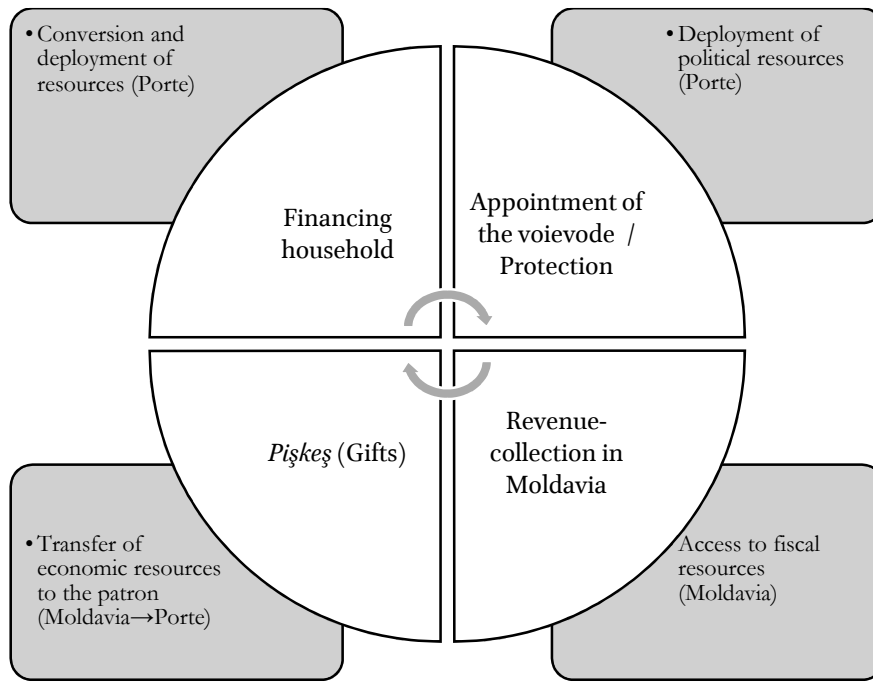 • Conversion and
deployment of
resources (Porte)
• Deployment of
political resources
(Porte)
Financing
household
Appointment of
the voievode /
Protection
Pişkeş (Gifts)
Revenue-
collection in
Moldavia
• Transfer of
economic resources
to the patron
(Moldavia→Porte)
Access to fiscal
resources
(Moldavia)